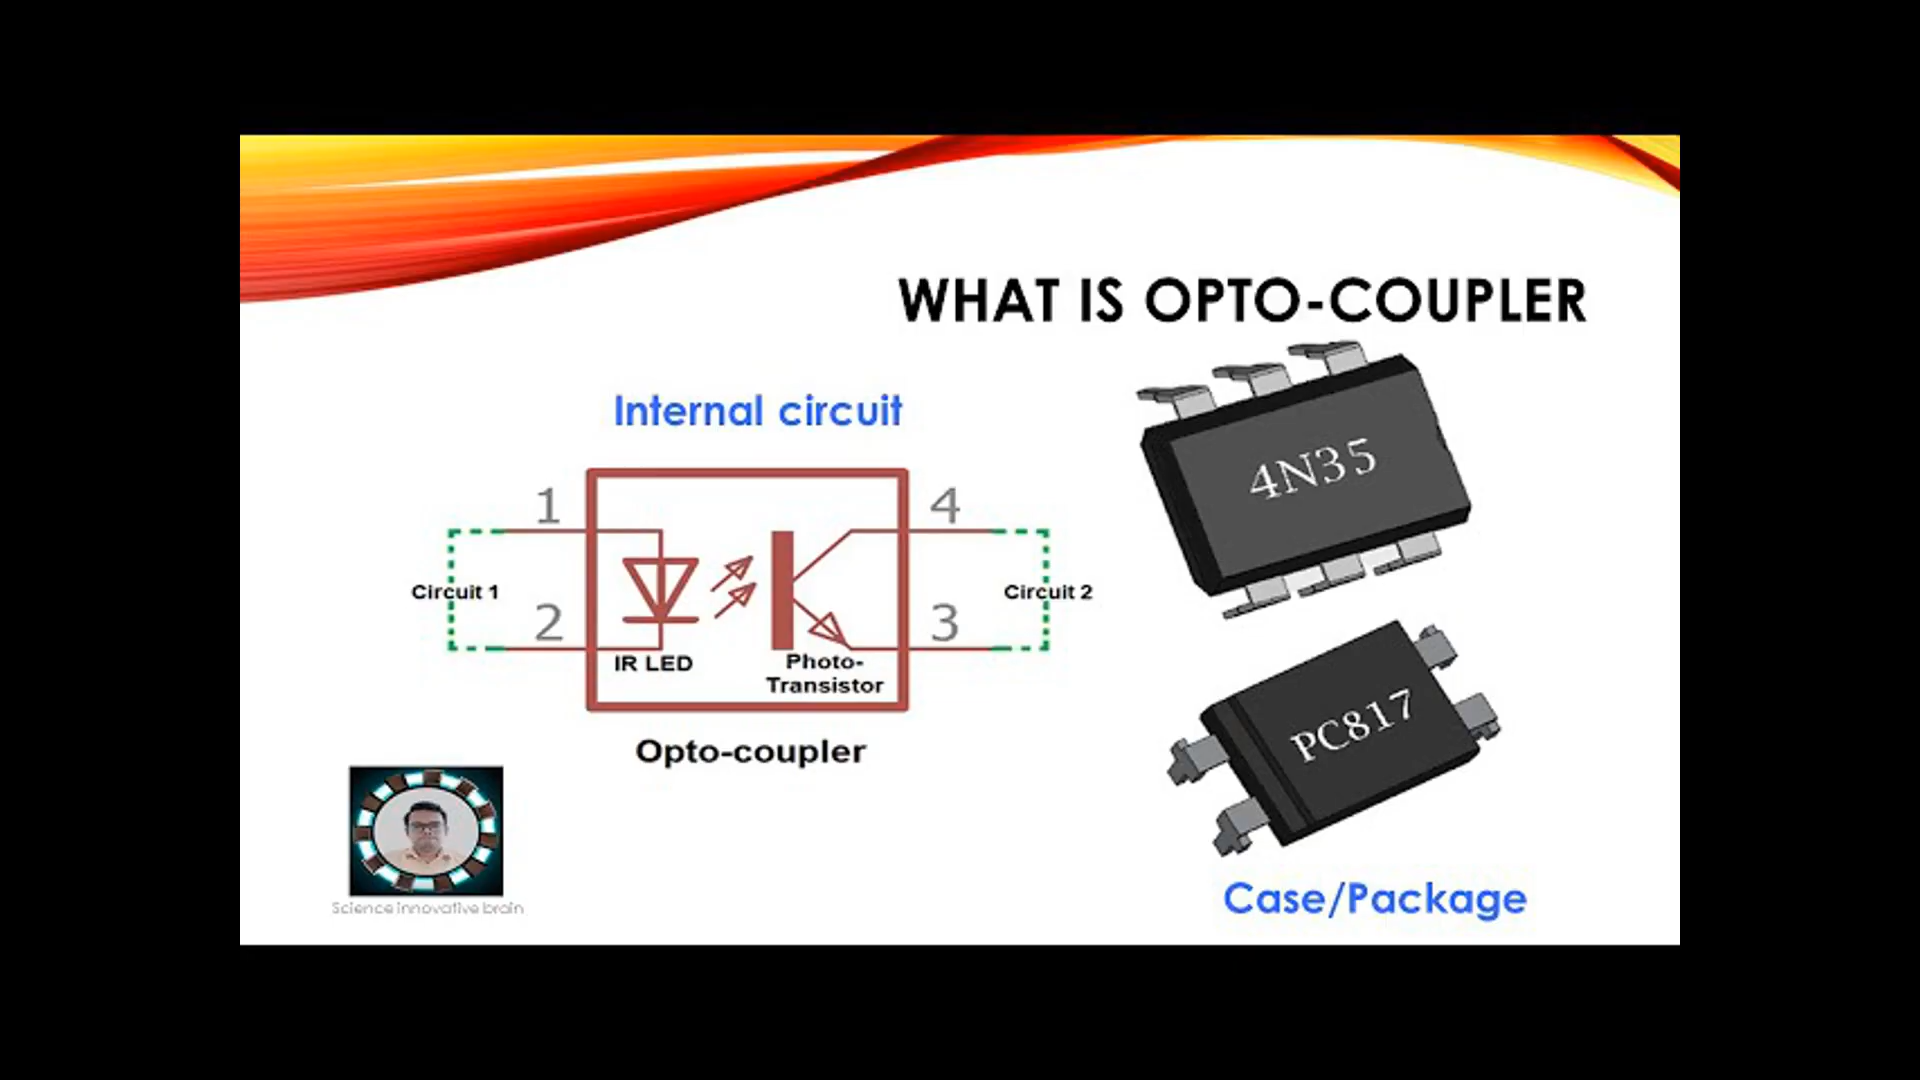 WHAT IS OPTO-COUPLER
Internal circuit
1
4
Circuit 1
Circuit 2
2
3
IR LED
Photo-
Transistor
Opto-coupler
4N35
PC817
Case/Package
Science innovative brain